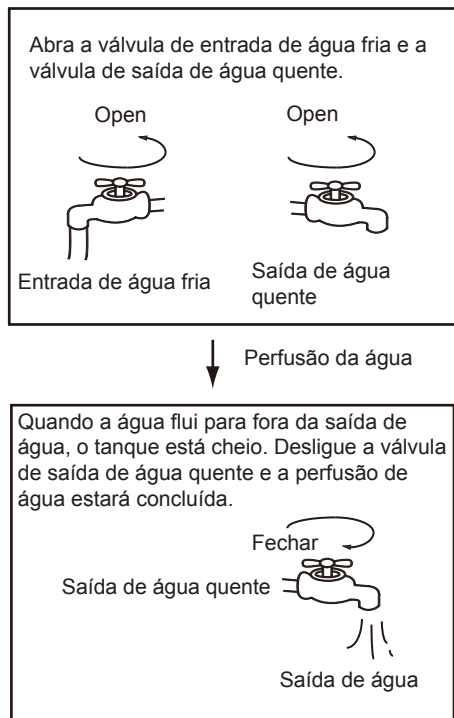 Abra a válvula de entrada de água fria e a
válvula de saída de água quente.
Open
Open
Entrada de água fria
Saída de água
quente
Perfusão da água
Quando a água flui para fora da saída de
água, o tanque está cheio. Desligue a válvula
de saída de água quente e a perfusão de
água estará concluída.
Fechar
Saída de água quente
Saída de água